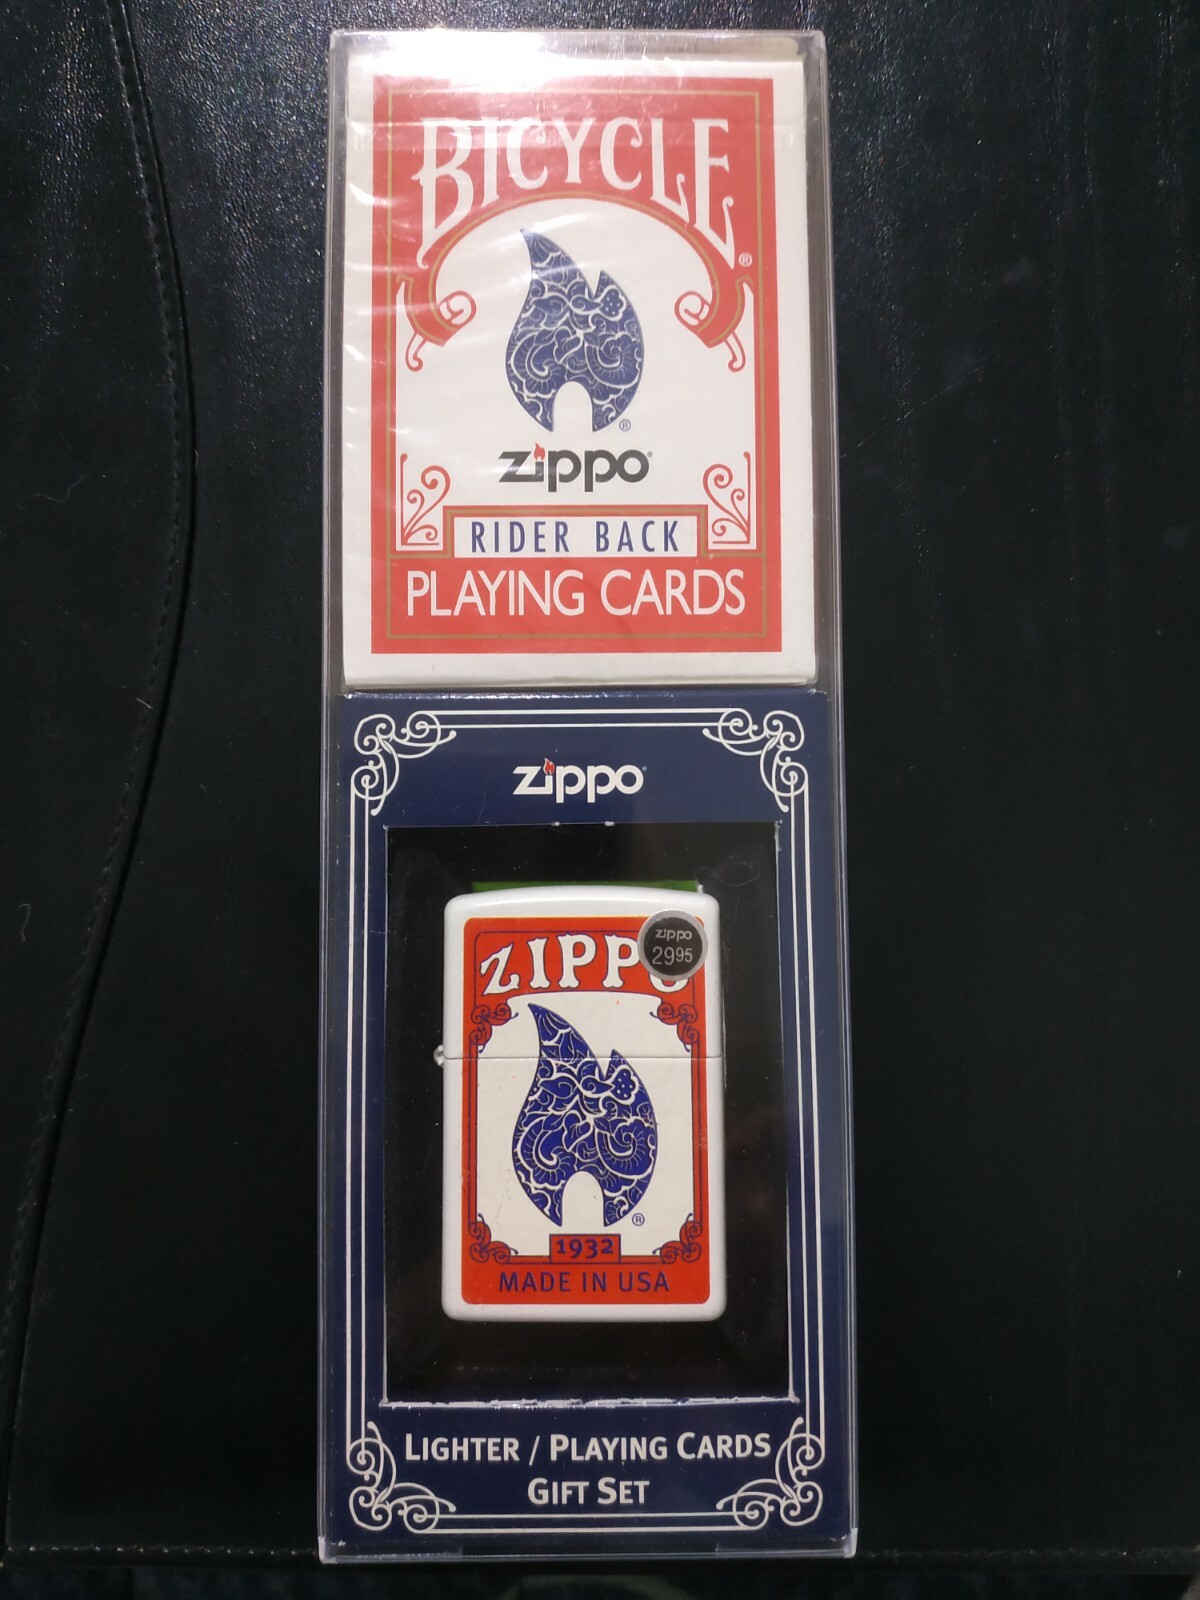 BICYCLE®
®
zippo
RIDER BACK
PLAYING CARDS
zippo
ZIPPO
zippo
2995
®
1932
MADE IN USA
LIGHTER / PLAYING CARDS
GIFT SET